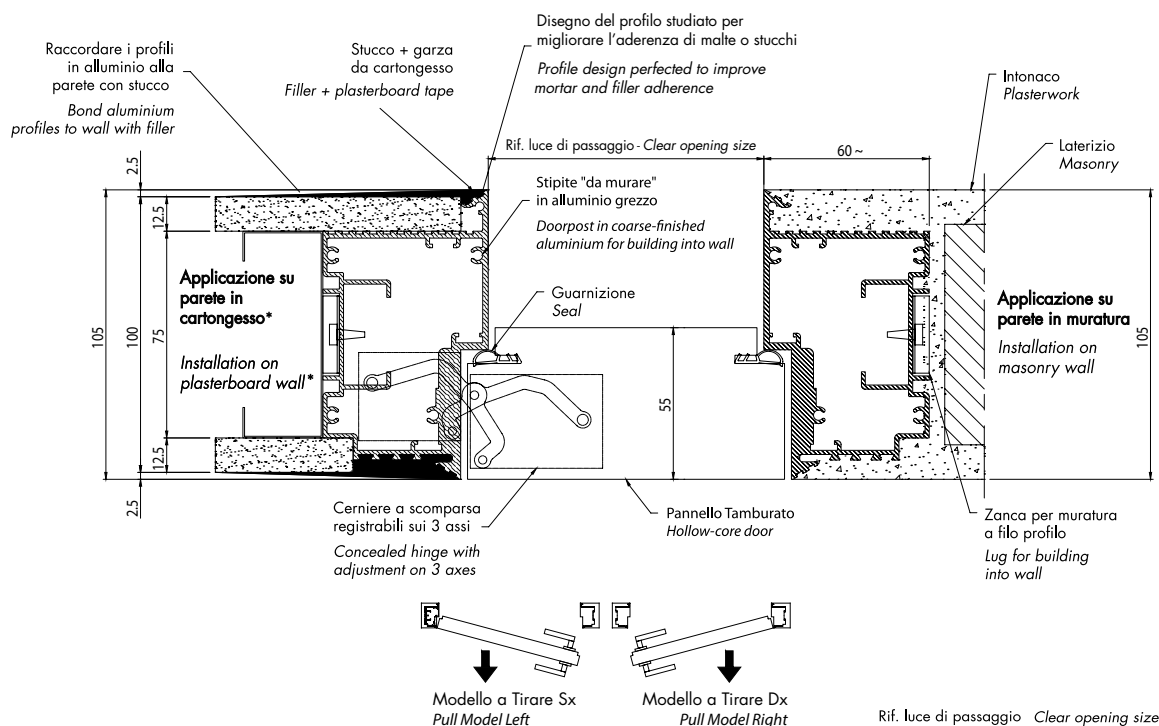 Raccordare i profili
in alluminio alla
parete con stucco
Bond aluminium
profiles to wall with filler
Stucco + garza
da cartongesso
Filler + plasterboard tape
Disegno del profilo studiato per
migliorare l'aderenza di malte o stucchi
Profile design perfected to improve
mortar and filler adherence
Intonaco
Plasterwork
Laterizio
Masonry
Rif. luce di passaggio - Clear opening size
60 ~
2.5
12.5
105
100
75
12.5
2.5
Stipite "da murare"
in alluminio grezzo
Doorpost in coarse-finished
aluminium for building into wall
Applicazione su
parete in
cartongesso*
Installation on
plasterboard wall*
Guarnizione
Seal
55
Applicazione su
parete in muratura
Installation on
masonry wall
105
Cerniere a scomparsa
registrabili sui 3 assi
Concealed hinge with
adjustment on 3 axes
Pannello Tamburato
Hollow-core door
Zanca per muratura
a filo profilo
Lug for building
into wall
Modello a Tirare Sx
Pull Model Left
Modello a Tirare Dx
Pull Model Right
Rif. luce di passaggio Clear opening size